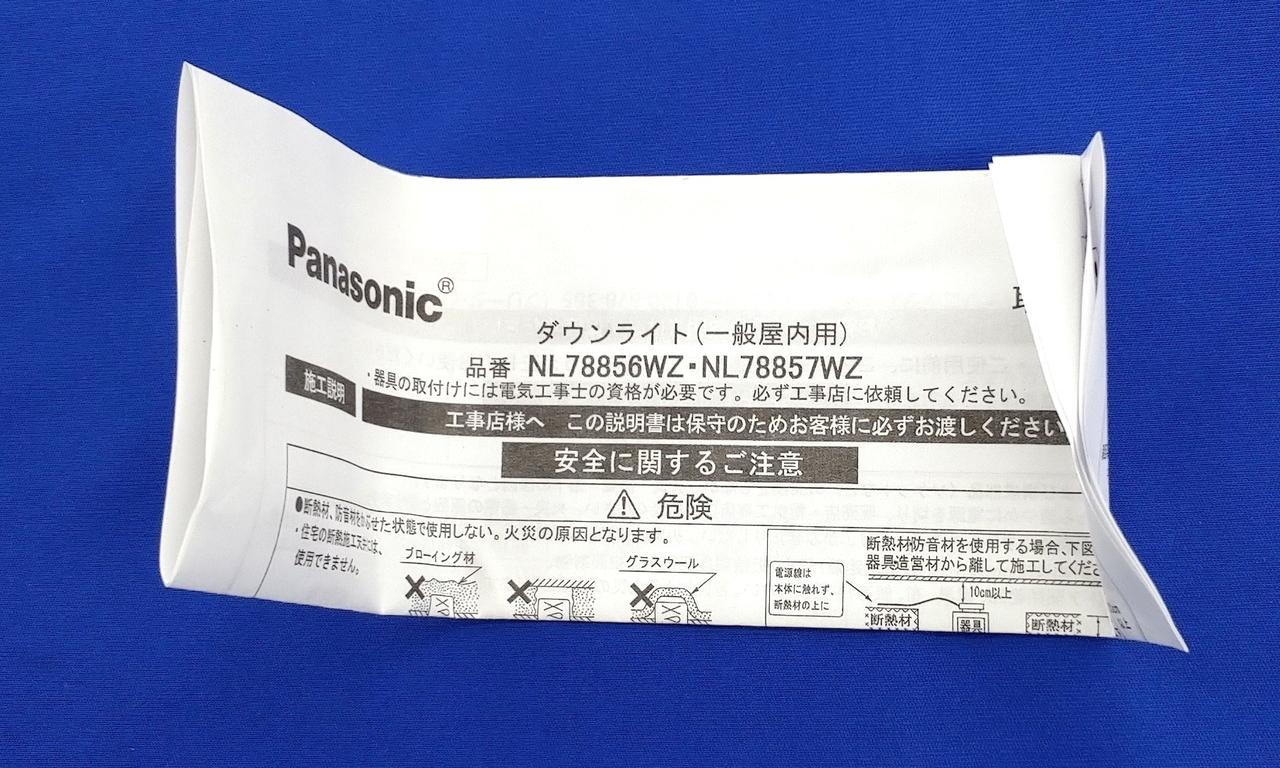 Panasonic®
取
ダウンライト(一般屋内用)
品番 NL78856WZ・NL78857WZ
施工説明
・器具の取付けには電気工事士の資格が必要です。必ず工事店に依頼してください。
工事店様へ この説明書は保守のためお客様に必ずお渡しください
安全に関するご注意
⚠ 危険
●断熱材、防音材をかぶせた状態で使用しない。火災の原因となります。
・住宅の断熱施工天井には、
使用できません。
ブローイング材
グラスウール
断熱材防音材を使用する場合、下図
器具造営材から離して施工してくだ
電源線は
本体に触れず、
断熱材の上に
10cm以上
断熱材
器具
断熱材